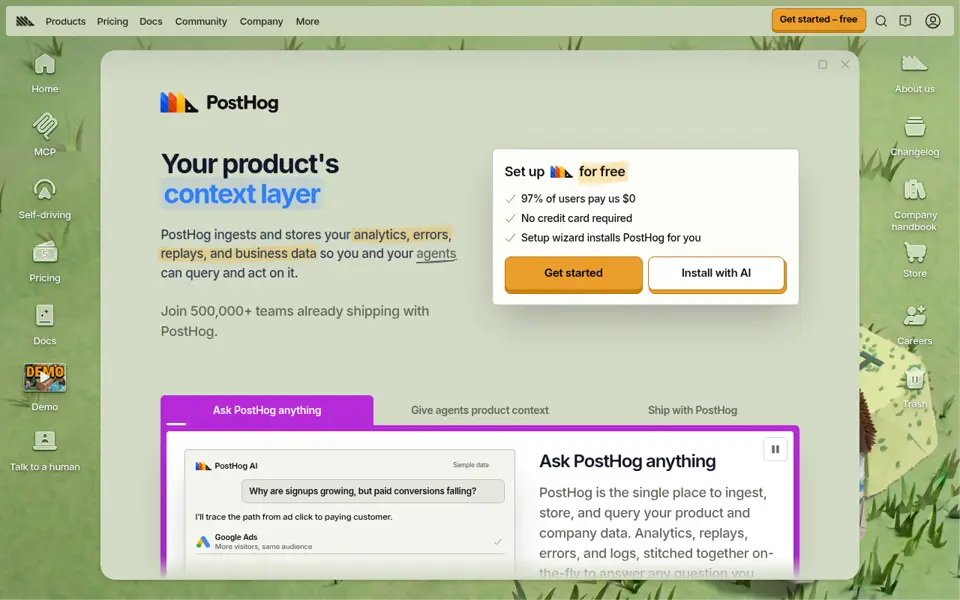 Products Pricing Docs Community Company More
Get started – free
Home
MCP
Self-driving
Pricing
Docs
DEMO
Demo
Talk to a human
About us
Changelog
Company
handbook
Store
Careers
Trash
PostHog
Your product's
context layer
PostHog ingests and stores your analytics, errors,
replays, and business data so you and your agents
can query and act on it.
Join 500,000+ teams already shipping with
PostHog.
Set up for free
97% of users pay us $0
No credit card required
Setup wizard installs PostHog for you
Get started
Install with AI
Ask PostHog anything
Give agents product context
Ship with PostHog
PostHog AI
Sample data
Why are signups growing, but paid conversions falling?
I'll trace the path from ad click to paying customer.
Google Ads
More visitors, same audience
Ask PostHog anything
PostHog is the single place to ingest,
store, and query your product and
company data. Analytics, replays,
errors, and logs, stitched together on-
the-fly to answer any question you